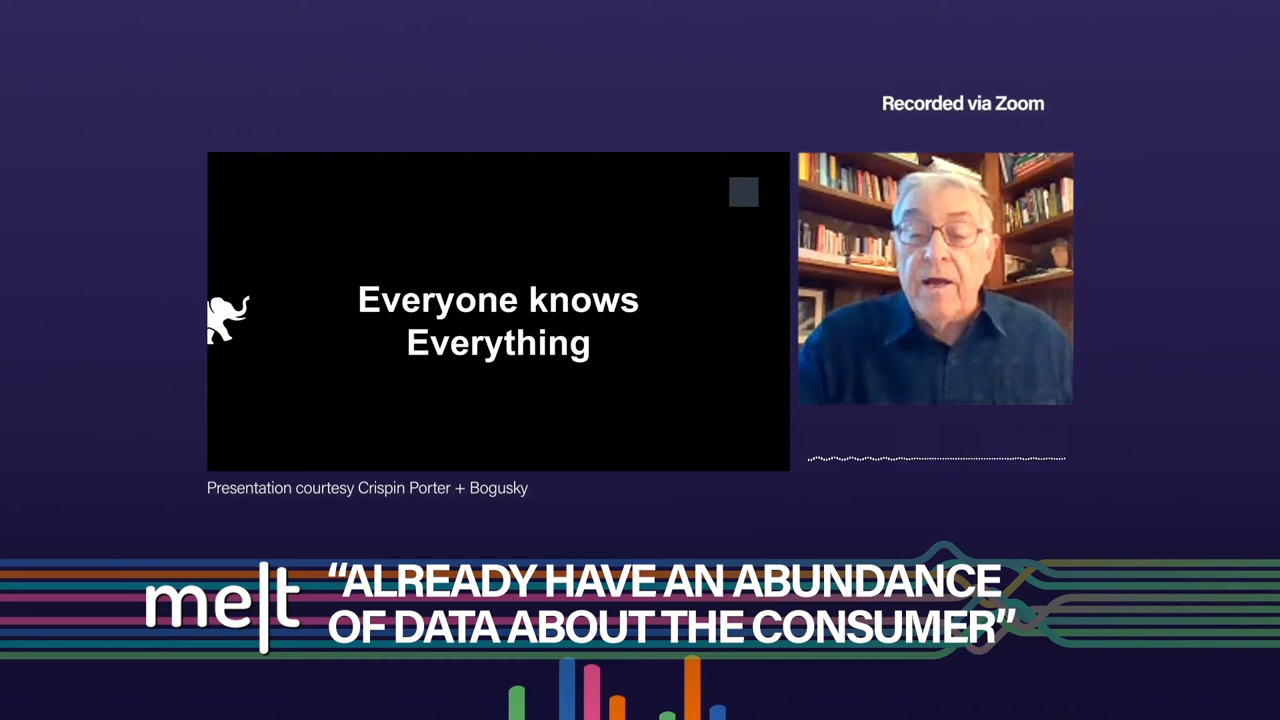 Recorded via Zoom
Everyone knows
Everything
Presentation courtesy Crispin Porter + Bogusky
melt
“ALREADY HAVE AN ABUNDANCE
OF DATA ABOUT THE CONSUMER”